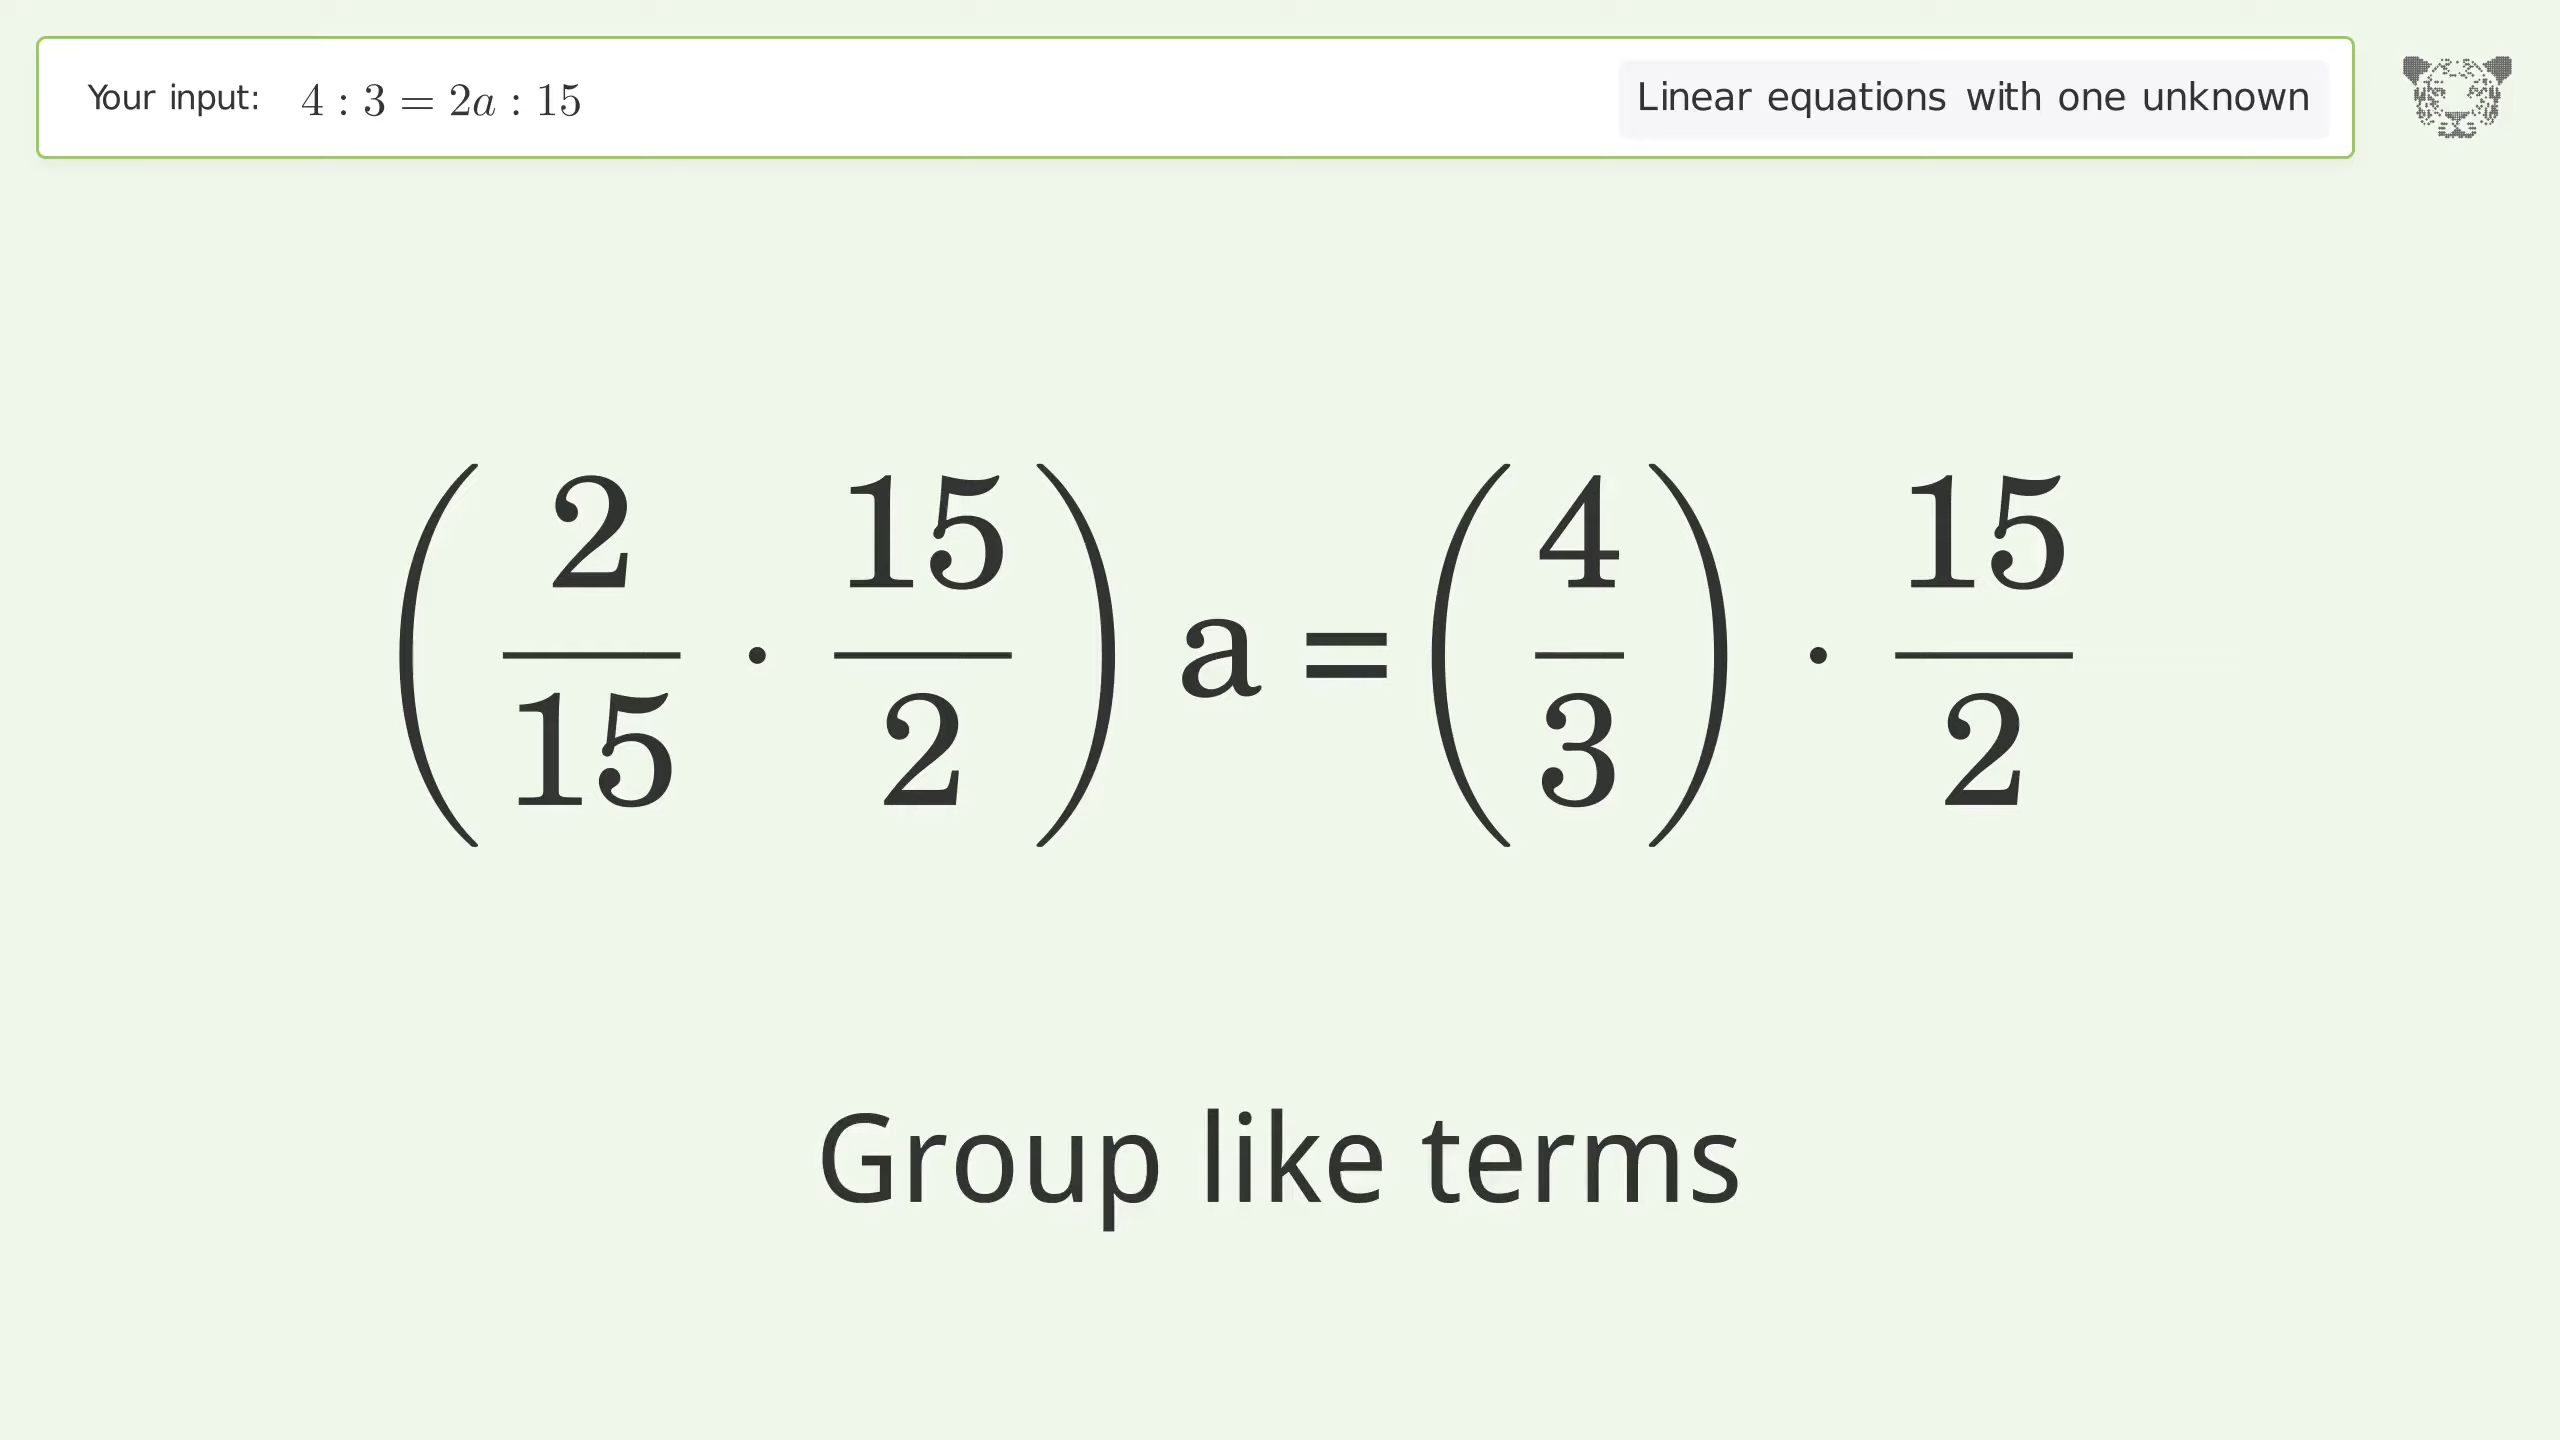 Your input: 4 : 3 = 2a : 15
Linear equations with one unknown
(2/15 · 15/2) a = (4/3) · 15/2
Group like terms